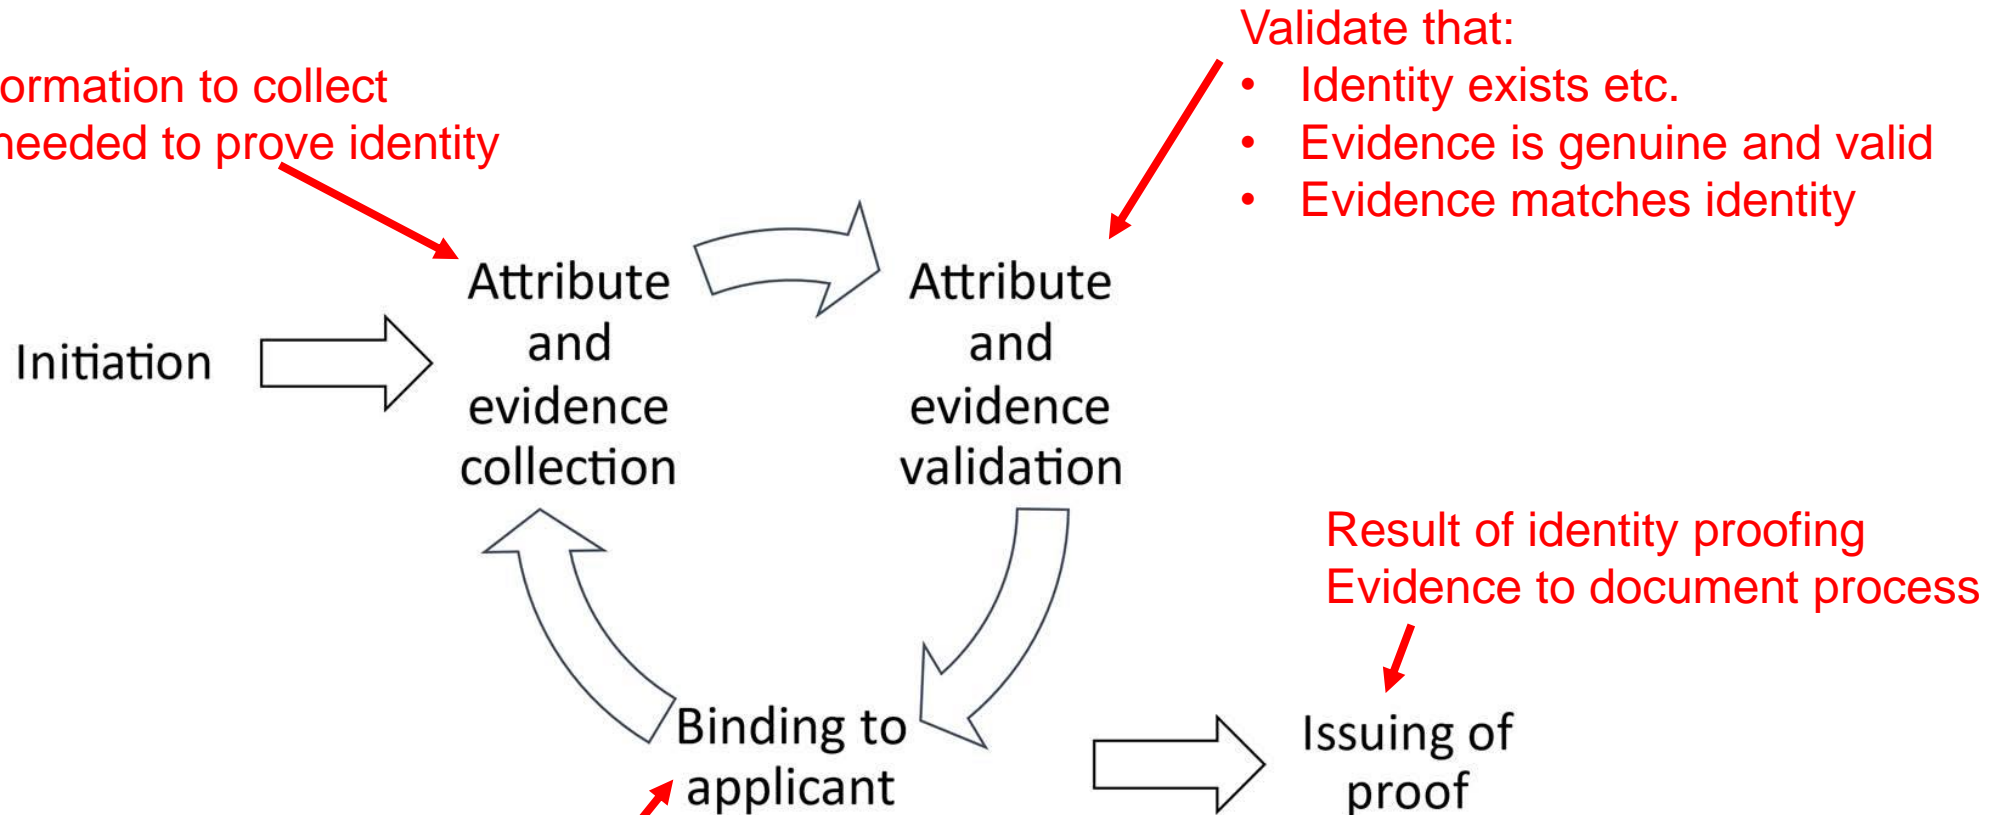 Validate that:
• Identity exists etc.
• Evidence is genuine and valid
• Evidence matches identity
ormation to collect
needed to prove identity
Initiation
Attribute
and
evidence
collection
Attribute
and
evidence
validation
Result of identity proofing
Evidence to document process
Binding to
applicant
Issuing of
proof